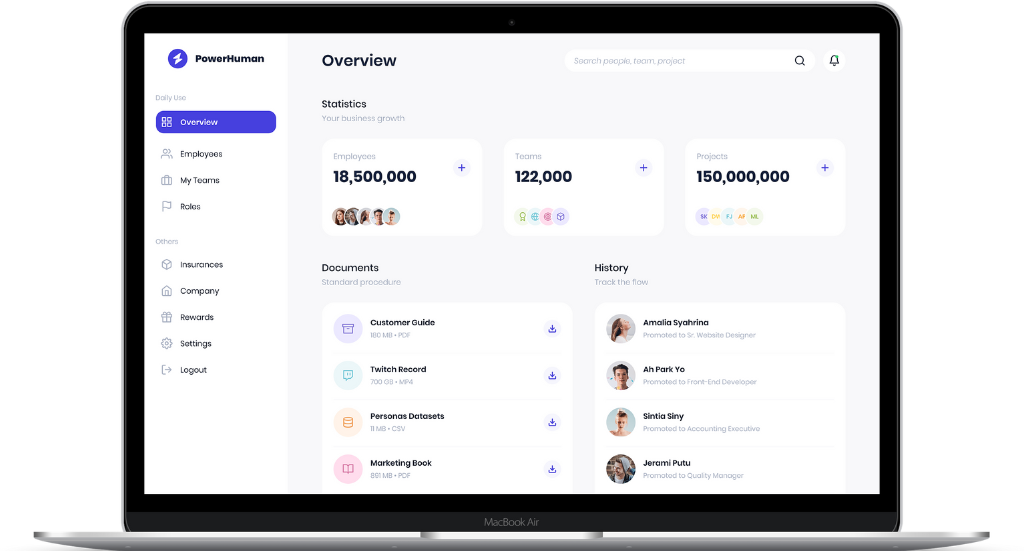 PowerHuman
Daily Use
Overview
Employees
My Teams
Roles
Others
Insurances
Company
Rewards
Settings
Logout
Overview
Search people, team, project
Statistics
Your business growth
Employees
18,500,000
Teams
122,000
Projects
150,000,000
SK
FJ
AP
ML
Documents
Standard procedure
Customer Guide
180 MB • PDF
Twitch Record
700 GB • MP4
Personas Datasets
11 MB • CSV
Marketing Book
891 MB • PDF
History
Track the flow
Amalia Syahrina
Promoted to Sr. Website Designer
Ah Park Yo
Promoted to Front-End Developer
Sintia Siny
Promoted to Accounting Executive
Jerami Putu
Promoted to Quality Manager
MacBook Air